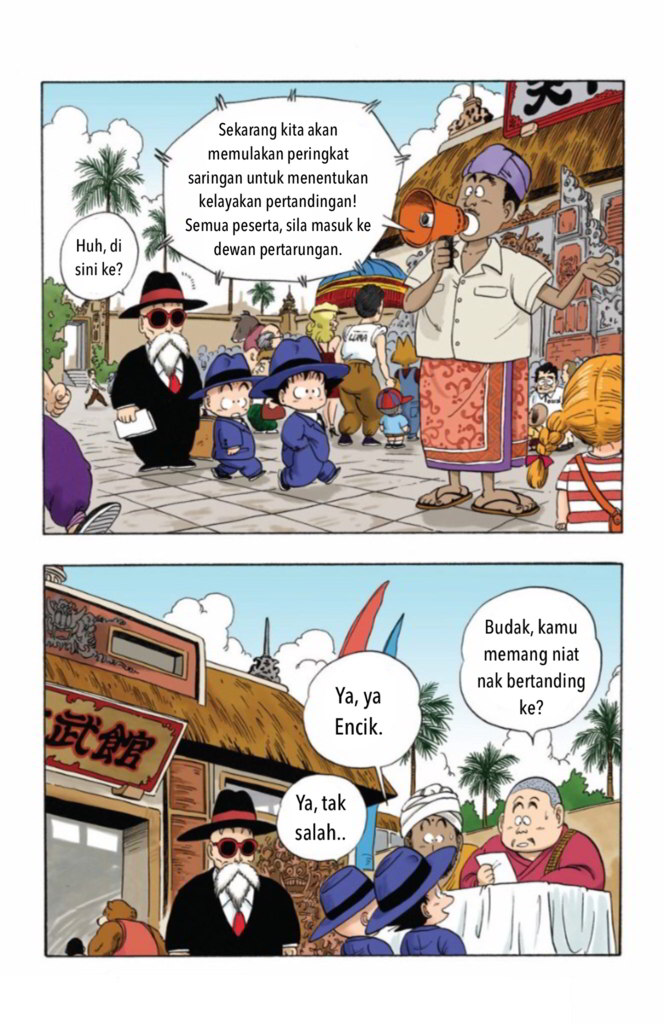 Sekarang kita akan
memulakan peringkat
saringan untuk menentukan
kelayakan pertandingan!
Semua peserta, sila masuk ke
dewan pertarungan.
Huh, di
sini ke?
Budak, kamu
memang niat
nak bertanding
ke?
Ya, ya
Encik.
Ya, tak
salah..
武館